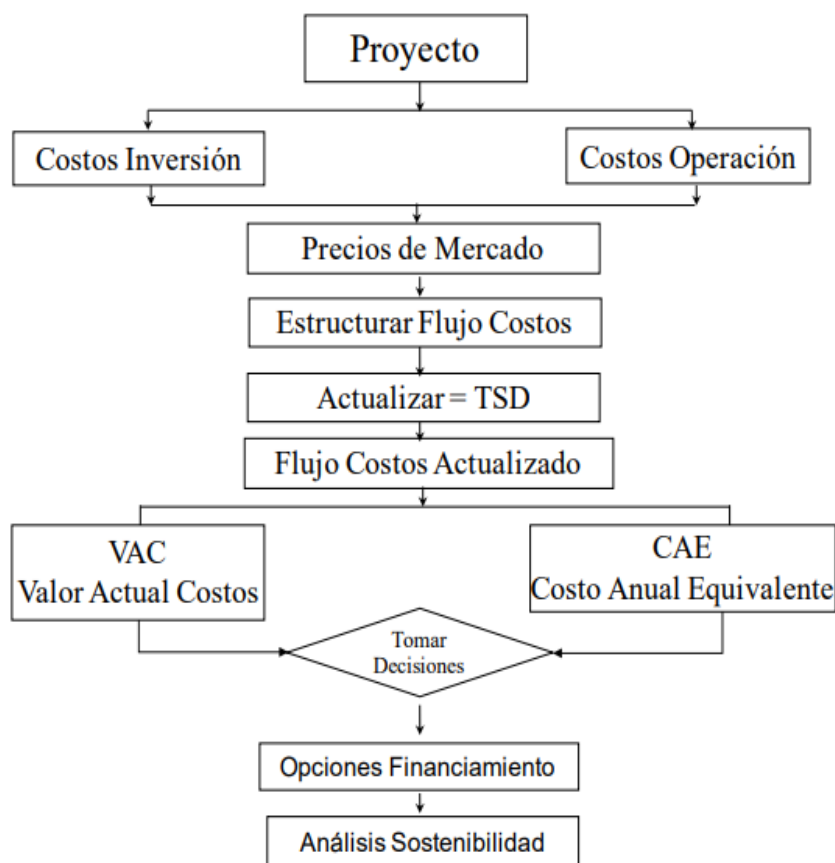 Proyecto
Costos Inversión
Costos Operación
Precios de Mercado
Estructurar Flujo Costos
Actualizar = TSD
Flujo Costos Actualizado
VAC
Valor Actual Costos
CAE
Costo Anual Equivalente
Tomar
Decisiones
Opciones Financiamiento
Análisis Sostenibilidad